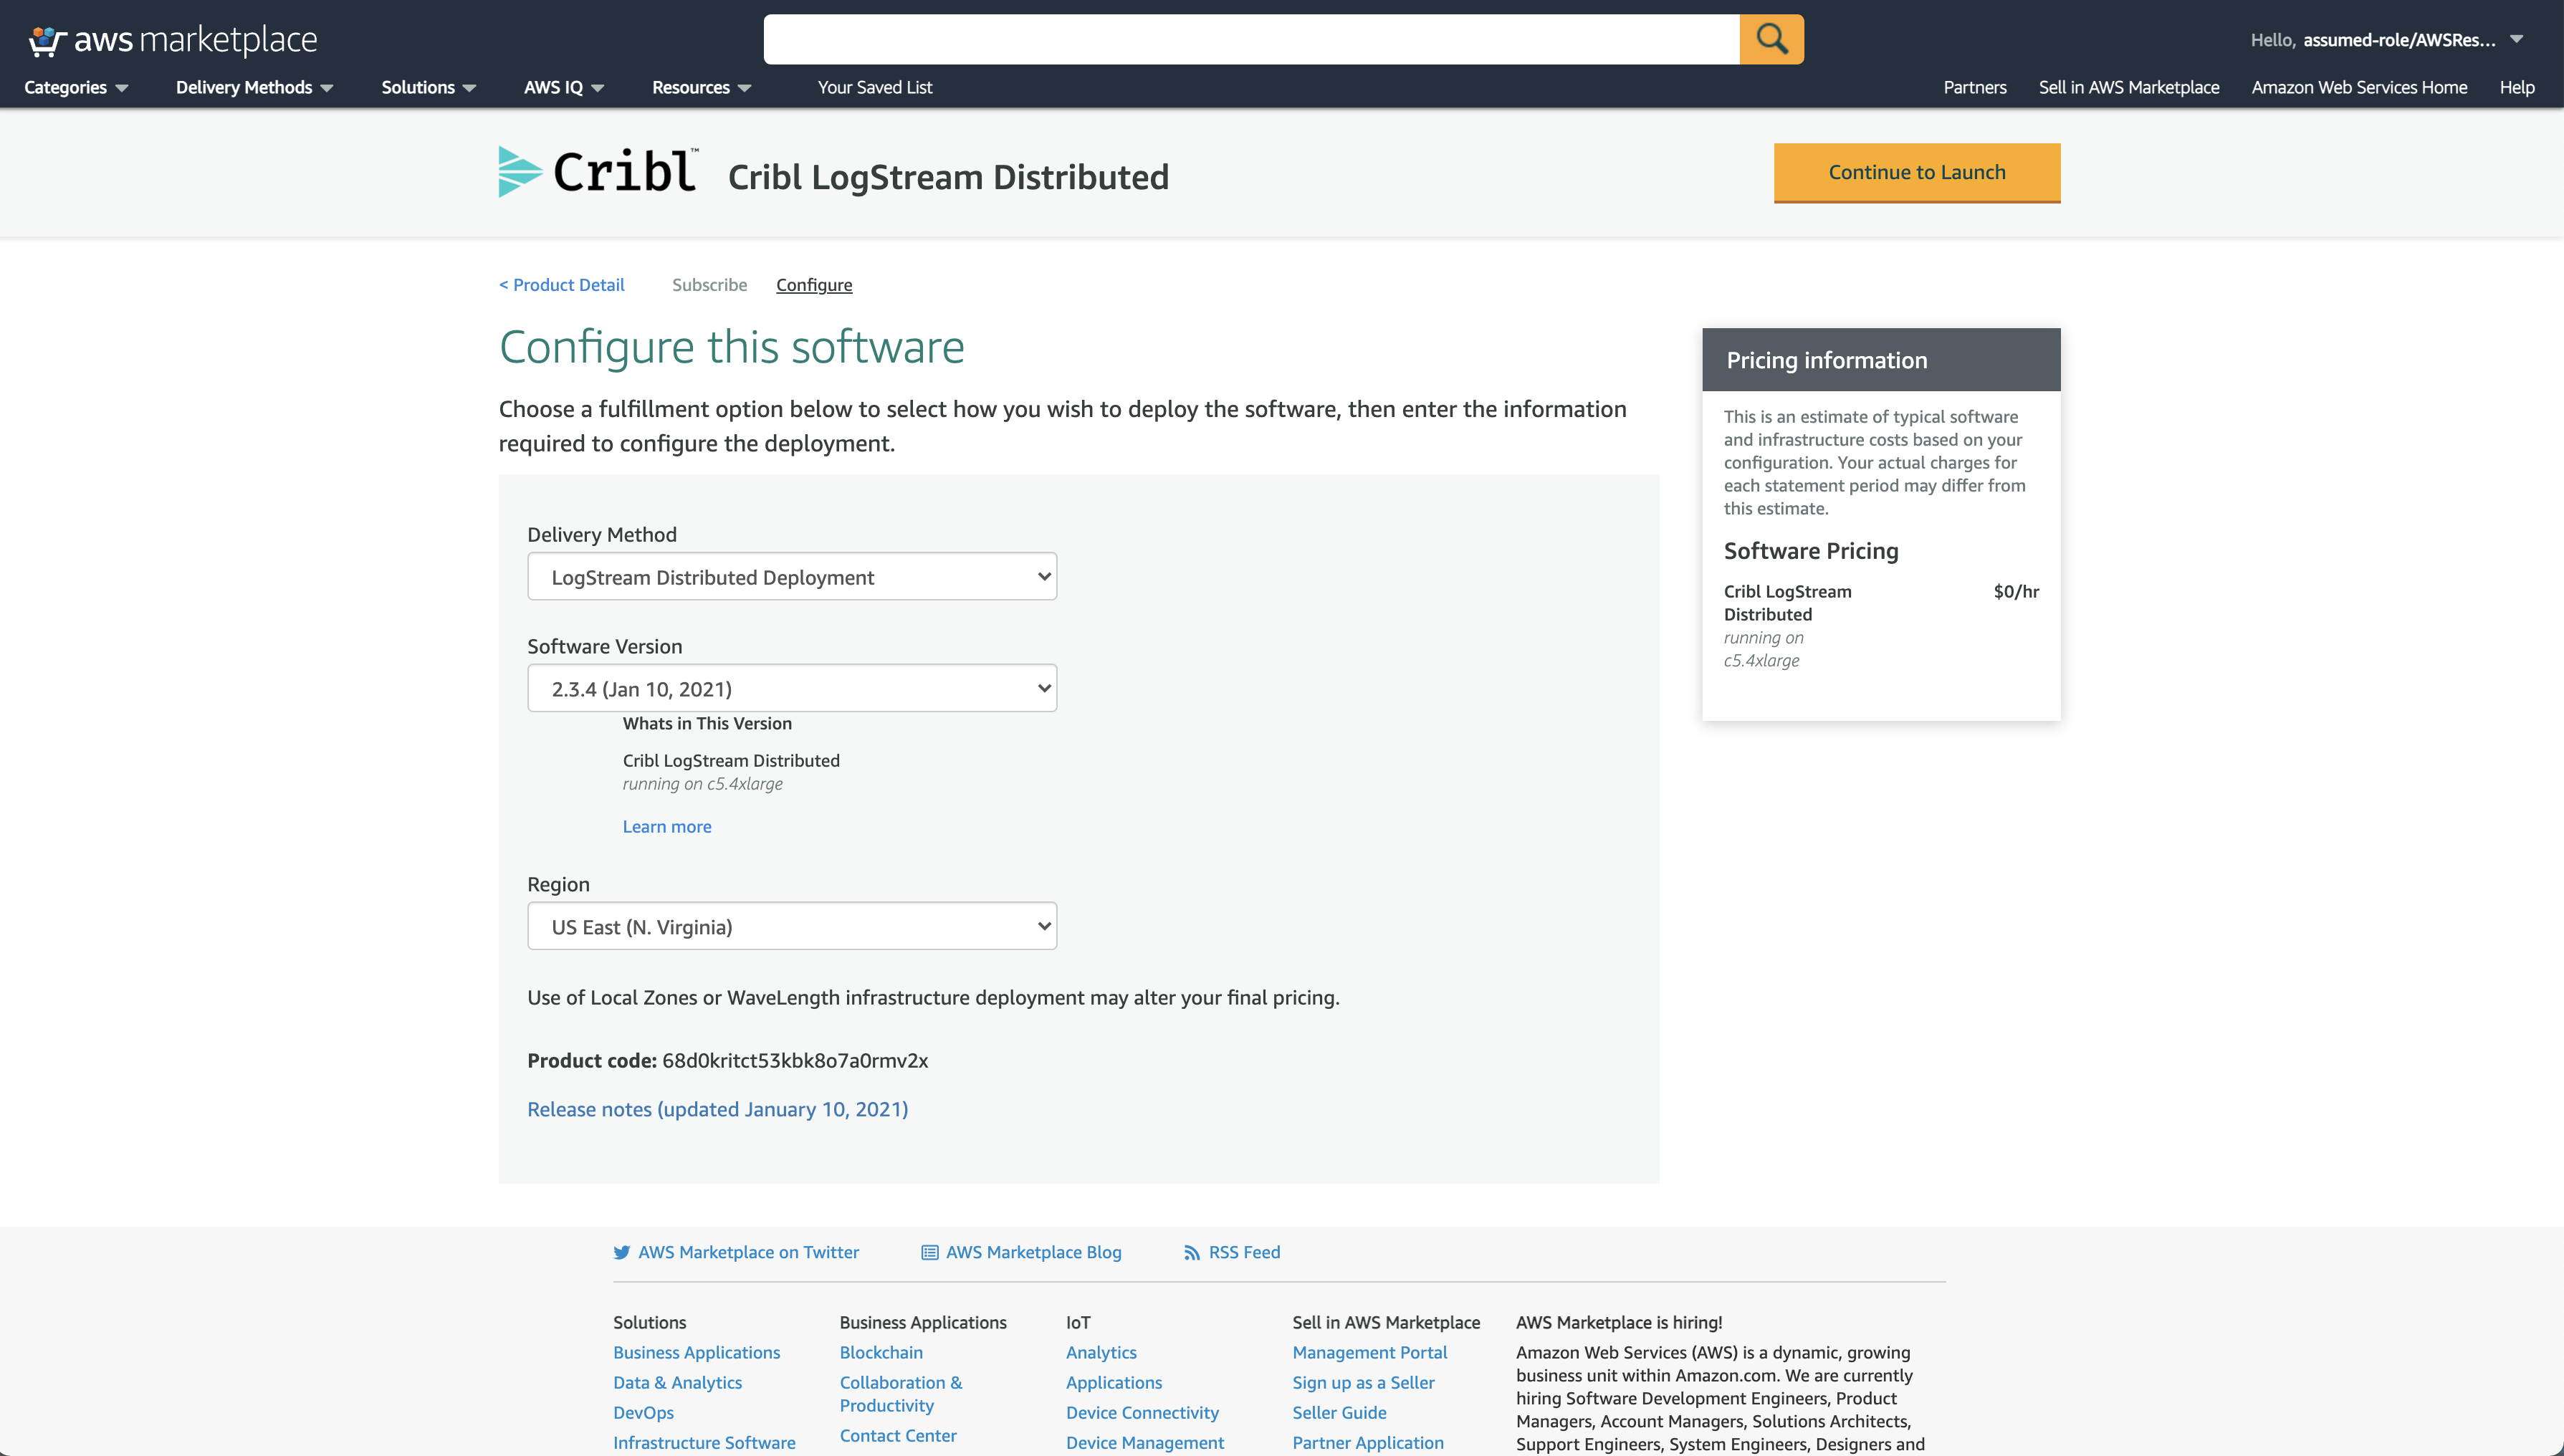 aws marketplace
Hello, assumed-role/AWSRes...
Categories
Delivery Methods
Solutions
AWS IQ
Resources
Your Saved List
Partners
Sell in AWS Marketplace
Amazon Web Services Home
Help
Cribl™
Cribl LogStream Distributed
Continue to Launch
< Product Detail
Subscribe
Configure
Configure this software
Choose a fulfillment option below to select how you wish to deploy the software, then enter the information
required to configure the deployment.
Delivery Method
LogStream Distributed Deployment
Software Version
2.3.4 (Jan 10, 2021)
Whats in This Version
Cribl LogStream Distributed
running on c5.4xlarge
Learn more
Region
US East (N. Virginia)
Use of Local Zones or WaveLength infrastructure deployment may alter your final pricing.
Product code: 68d0kritct53kbk8o7a0rmv2x
Release notes (updated January 10, 2021)
Pricing information
This is an estimate of typical software
and infrastructure costs based on your
configuration. Your actual charges for
each statement period may differ from
this estimate.
Software Pricing
Cribl LogStream $0/hr
Distributed
running on
c5.4xlarge
AWS Marketplace on Twitter
AWS Marketplace Blog
RSS Feed
Solutions
Business Applications
Data & Analytics
DevOps
Infrastructure Software
Business Applications
Blockchain
Collaboration &
Productivity
Contact Center
IoT
Analytics
Applications
Device Connectivity
Device Management
Sell in AWS Marketplace
Management Portal
Sign up as a Seller
Seller Guide
Partner Application
AWS Marketplace is hiring!
Amazon Web Services (AWS) is a dynamic, growing
business unit within Amazon.com. We are currently
hiring Software Development Engineers, Product
Managers, Account Managers, Solutions Architects,
Support Engineers, System Engineers, Designers and